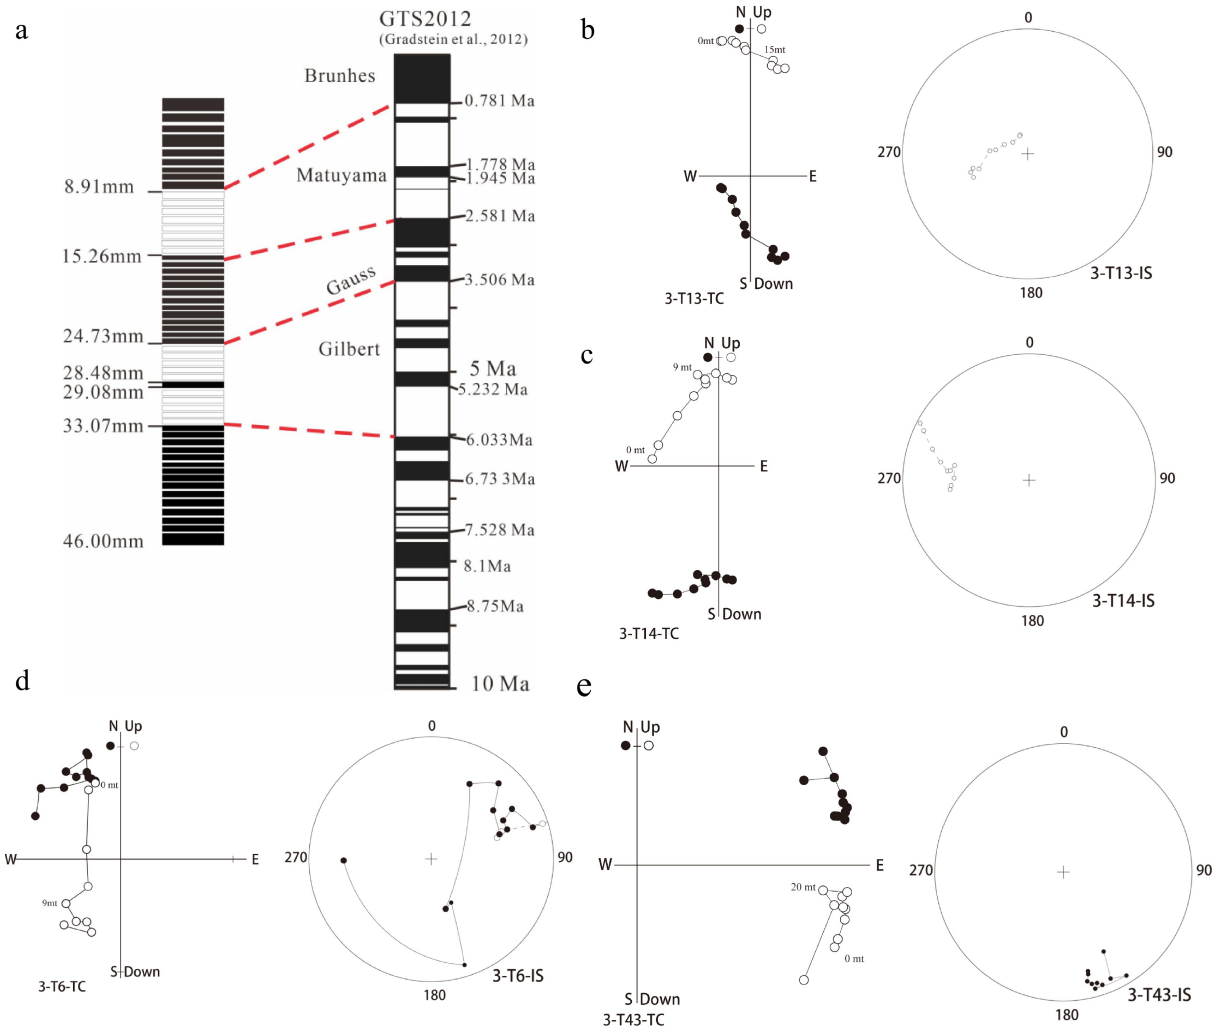 a
GTS2012
(Gradstein et al., 2012)
Brunhes
0.781 Ma
Matuyama
1.778 Ma
1.945 Ma
8.91mm
2.581 Ma
15.26mm
Gauss
3.506 Ma
24.73mm
Gilbert
28.48mm
5 Ma
29.08mm
5.232 Ma
33.07mm
6.033Ma
6.73 3Ma
7.528 Ma
46.00mm
8.1Ma
8.75Ma
10 Ma
b
N Up
0mt
15mt
W
E
S Down
3-T13-TC
0
270
90
180
3-T13-IS
c
N Up
9 mt
0 mt
W
E
S Down
3-T14-TC
0
270
90
180
3-T14-IS
d
N Up
0 mt
W
E
9mt
S Down
3-T6-TC
0
270
90
180
3-T6-IS
e
N Up
W
E
20 mt
0 mt
S Down
3-T43-TC
0
270
90
180
3-T43-IS